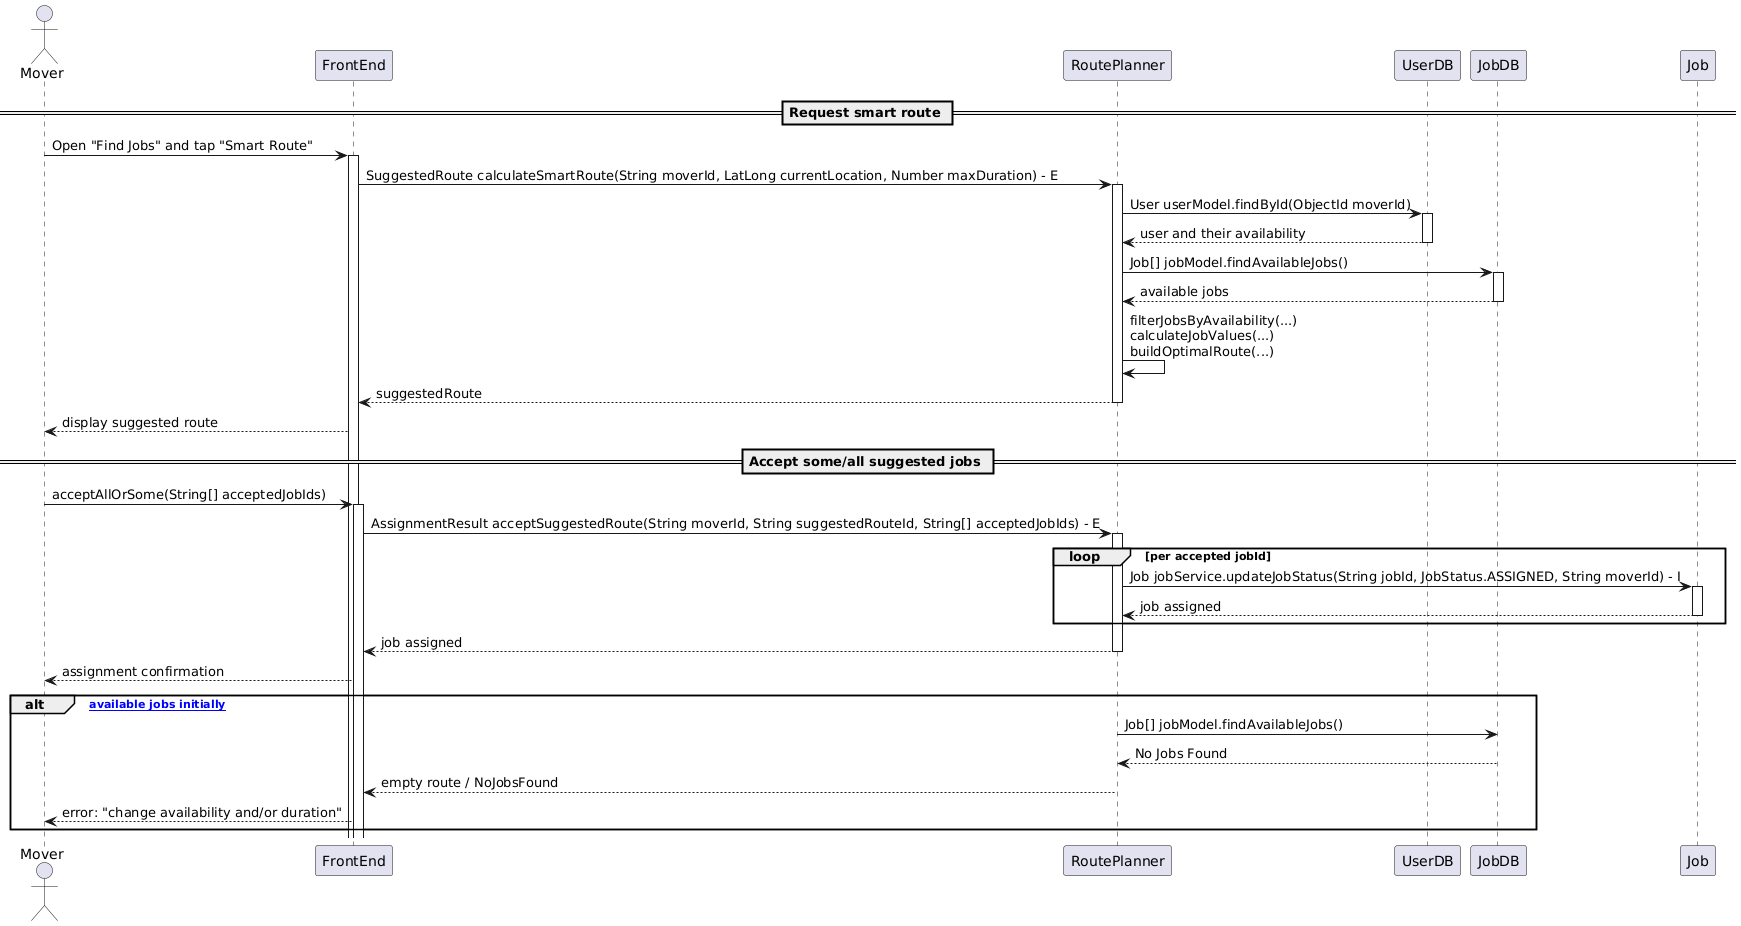 Mover
FrontEnd
RoutePlanner
UserDB
JobDB
Job
Request smart route
Open "Find Jobs" and tap "Smart Route"
SuggestedRoute calculateSmartRoute(String moverId, LatLong currentLocation, Number maxDuration) - E
User userModel.findById(ObjectId moverId)
user and their availability
Job[] jobModel.findAvailableJobs()
available jobs
filterJobsByAvailability(...)
calculateJobValues(...)
buildOptimalRoute(...)
suggestedRoute
display suggested route
Accept some/all suggested jobs
acceptAllOrSome(String[] acceptedJobIds)
AssignmentResult acceptSuggestedRoute(String moverId, String suggestedRouteId, String[] acceptedJobIds) - E
loop [per accepted jobId]
Job jobService.updateJobStatus(String jobId, JobStatus.ASSIGNED, String moverId) - I
job assigned
job assigned
assignment confirmation
alt available jobs initially
Job[] jobModel.findAvailableJobs()
No Jobs Found
empty route / NoJobsFound
error: "change availability and/or duration"
Mover
FrontEnd
RoutePlanner
UserDB
JobDB
Job